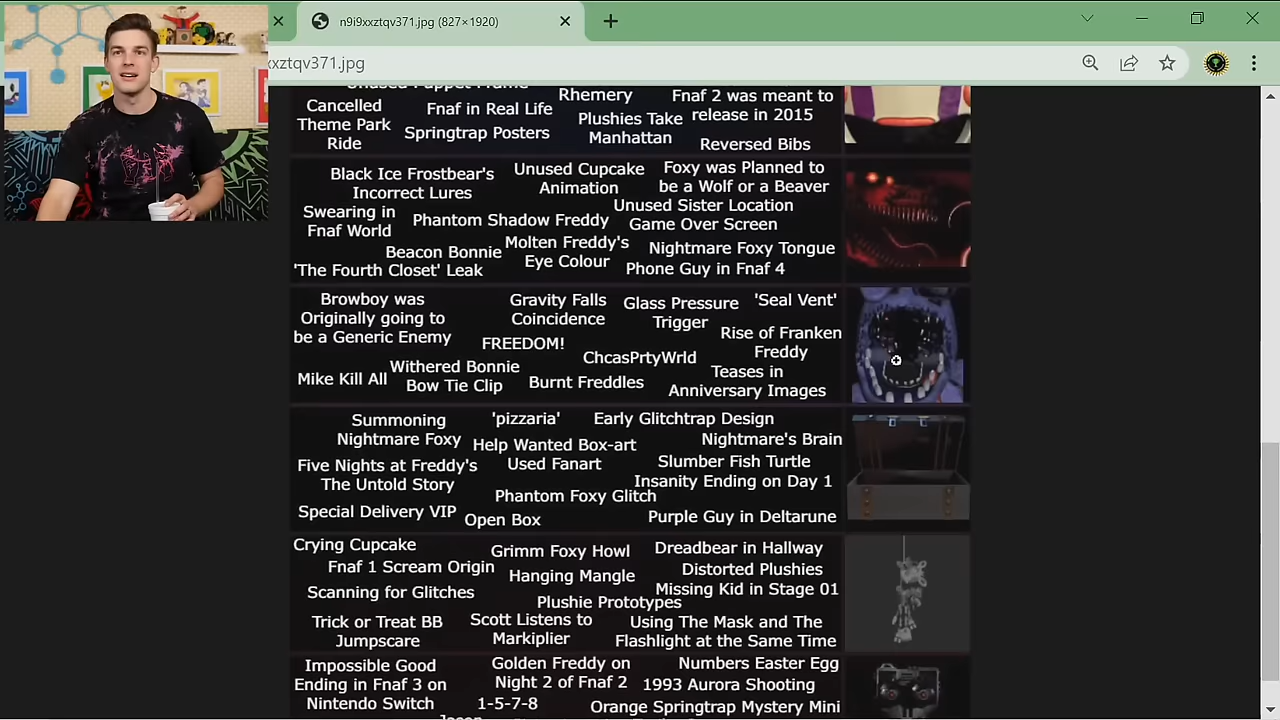 n9i9xxztqv371.jpg (827×1920)
xxztqv371.jpg
Unused Puppet Frame
Cancelled
Theme Park
Ride
Fnaf in Real Life
Springtrap Posters
Rhemery
Plushies Take
Manhattan
Fnaf 2 was meant to
release in 2015
Reversed Bibs
Black Ice Frostbear's
Incorrect Lures
Unused Cupcake
Animation
Foxy was Planned to
be a Wolf or a Beaver
Swearing in
Fnaf World
Phantom Shadow Freddy
Unused Sister Location
Game Over Screen
Beacon Bonnie
Molten Freddy's
Eye Colour
Nightmare Foxy Tongue
'The Fourth Closet' Leak
Phone Guy in Fnaf 4
Browboy was
Originally going to
be a Generic Enemy
Gravity Falls
Coincidence
Glass Pressure
Trigger
'Seal Vent'
FREEDOM!
Rise of Franken
Freddy
ChcasPrtyWrld
Mike Kill All
Withered Bonnie
Bow Tie Clip
Burnt Freddles
Teases in
Anniversary Images
Summoning
Nightmare Foxy
'pizzaria'
Early Glitchtrap Design
Help Wanted Box-art
Used Fanart
Nightmare's Brain
Five Nights at Freddy's
The Untold Story
Slumber Fish Turtle
Insanity Ending on Day 1
Phantom Foxy Glitch
Special Delivery VIP
Open Box
Purple Guy in Deltarune
Crying Cupcake
Grimm Foxy Howl
Dreadbear in Hallway
Fnaf 1 Scream Origin
Hanging Mangle
Distorted Plushies
Scanning for Glitches
Missing Kid in Stage 01
Plushie Prototypes
Trick or Treat BB
Jumpscare
Scott Listens to
Markiplier
Using The Mask and The
Flashlight at the Same Time
Impossible Good
Ending in Fnaf 3 on
Nintendo Switch
Golden Freddy on
Night 2 of Fnaf 2
Numbers Easter Egg
1993 Aurora Shooting
1-5-7-8
Orange Springtrap Mystery Mini